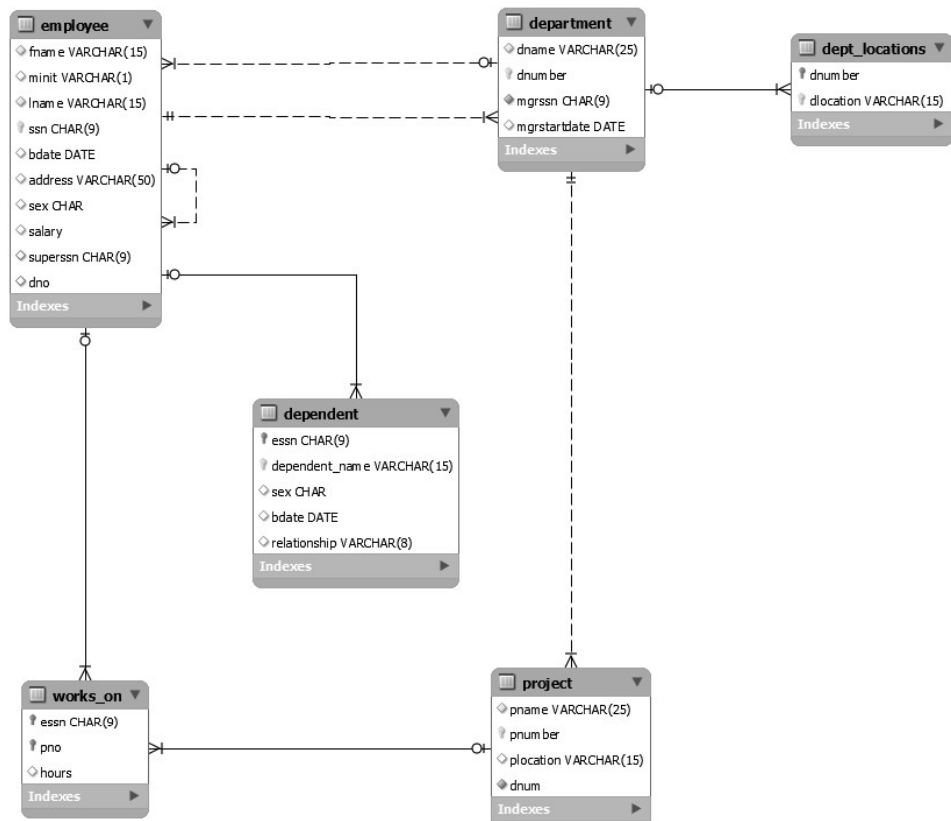 employee
fname VARCHAR(15)
minit VARCHAR(1)
lname VARCHAR(15)
ssn CHAR(9)
bdate DATE
address VARCHAR(50)
sex CHAR
salary
superssn CHAR(9)
dno
Indexes
department
dname VARCHAR(25)
dnumber
mgrssn CHAR(9)
mgrstartdate DATE
Indexes
dept_locations
dnumber
dlocation VARCHAR(15)
Indexes
dependent
essn CHAR(9)
dependent_name VARCHAR(15)
sex CHAR
bdate DATE
relationship VARCHAR(8)
Indexes
works_on
essn CHAR(9)
pno
hours
Indexes
project
pname VARCHAR(25)
pnumber
plocation VARCHAR(15)
dnum
Indexes